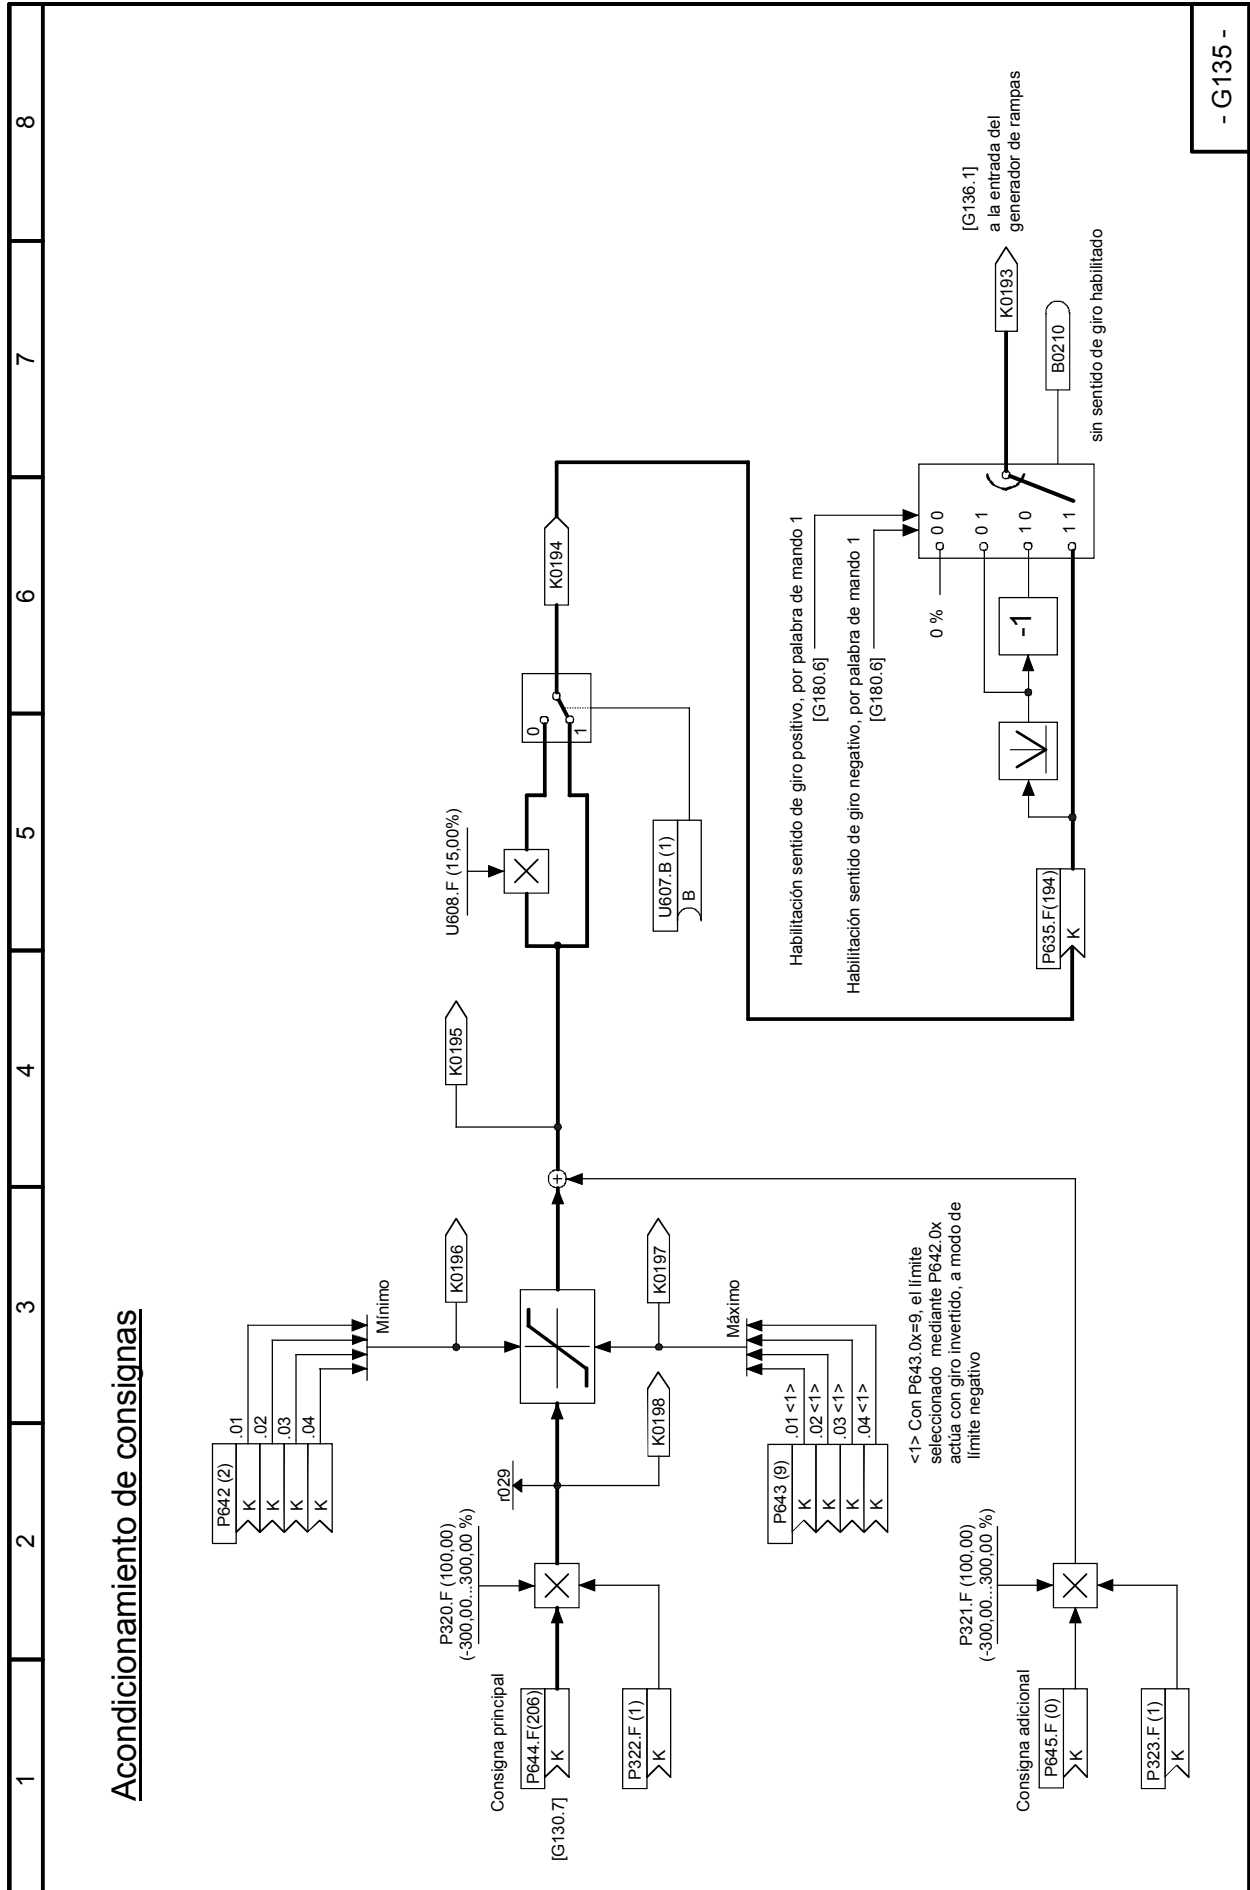 1
2
3
4
5
6
7
8
Acondicionamiento de consignas
P642 (2)
K
K
K
K
.01
.02
.03
.04
Mínimo
K0196
K0195
U608.F (15,00%)
0
1
K0194
U607.B (1)
B
Consigna principal
P644.F(206)
K
[G130.7]
P320.F (100,00)
(-300,00...300,00 %)
r029
P322.F (1)
K
K0198
K0197
Máximo
P643 (9)
K
K
K
K
.01 <1>
.02 <1>
.03 <1>
.04 <1>
<1> Con P643.0x=9, el límite
seleccionado mediante P642.0x
actúa con giro invertido, a modo de
límite negativo
+
Habilitación sentido de giro positivo, por palabra de mando 1
[G180.6]
Habilitación sentido de giro negativo, por palabra de mando 1
[G180.6]
0 %
0 0
0 1
1 0
1 1
-1
P635.F(194)
K
K0193
[G136.1]
a la entrada del
generador de rampas
B0210
sin sentido de giro habilitado
Consigna adicional
P645.F (0)
K
P321.F (100,00)
(-300,00...300,00 %)
P323.F (1)
K
- G135 -